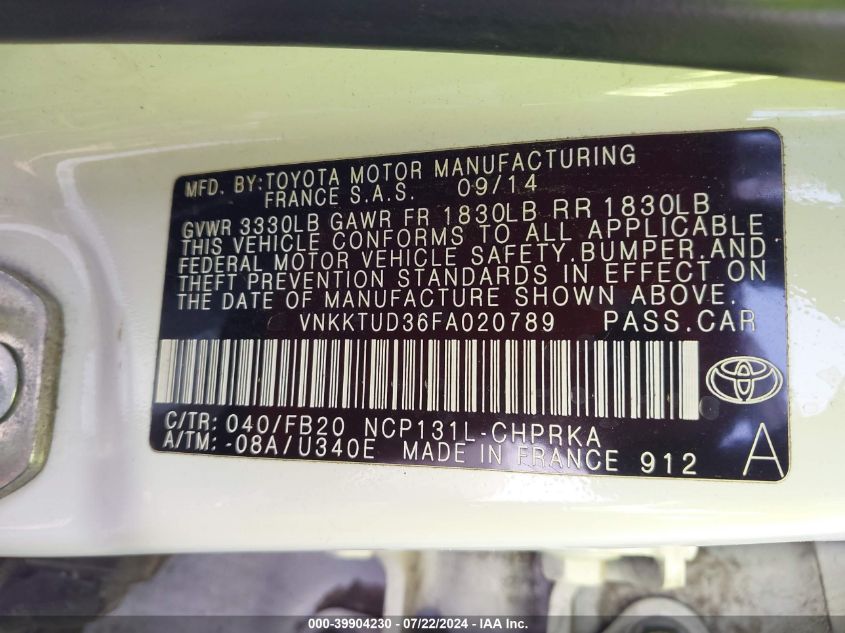 MFD. BY:TOYOTA MOTOR MANUFACTURING
FRANCE S.A.S. 09/14
GVWR 3330LB GAWR FR 1830LB RR 1830LB
THIS VEHICLE CONFORMS TO ALL APPLICABLE
FEDERAL MOTOR VEHICLE SAFETY,BUMPER,AND
THEFT PREVENTION STANDARDS IN EFFECT ON
THE DATE OF MANUFACTURE SHOWN ABOVE.
VNKKTUD36FA020789 PASS.CAR
C/TR: 040/FB20 NCP131L-CHPRKA
A/TM: -08A/U340E MADE IN FRANCE 912 A
000-39904230 - 07/22/2024 - IAA Inc.